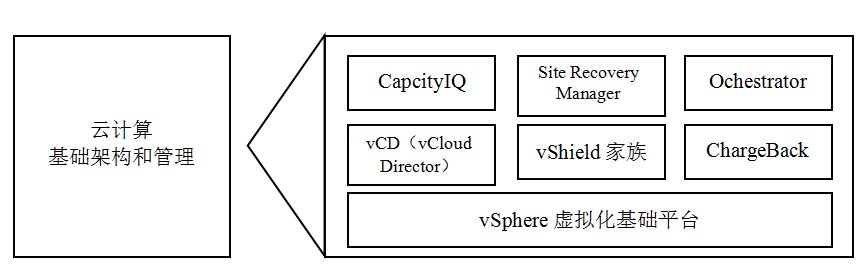 云计算
基础架构和管理
CapcityIQ
Site Recovery
Manager
Ochestrator
vCD（vCloud
Director）
vShield 家族
ChargeBack
vSphere 虚拟化基础平台